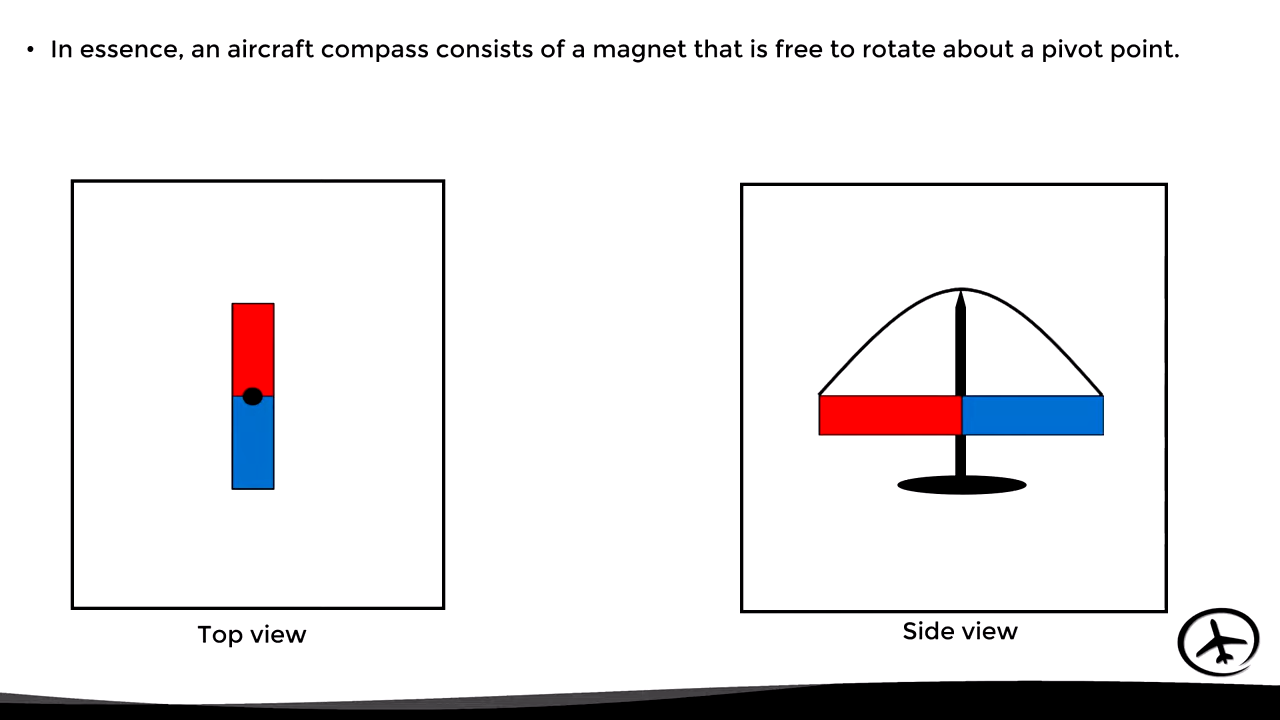 • In essence, an aircraft compass consists of a magnet that is free to rotate about a pivot point.
Top view
Side view